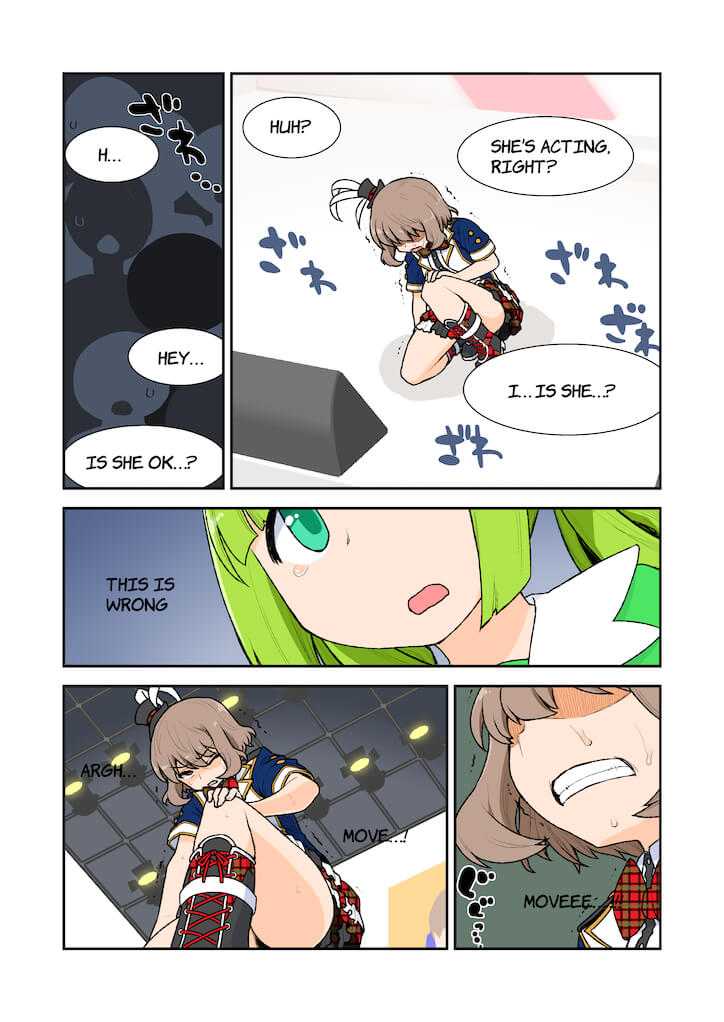 HUH?
SHE'S ACTING,
RIGHT?
ざわ
ざわ
ざわ
ざわ
I... IS SHE...?
ざわ...
H...
HEY...
IS SHE OK...?
THIS IS
WRONG
ARGH...
MOVE...!
MOVEEE...!!!